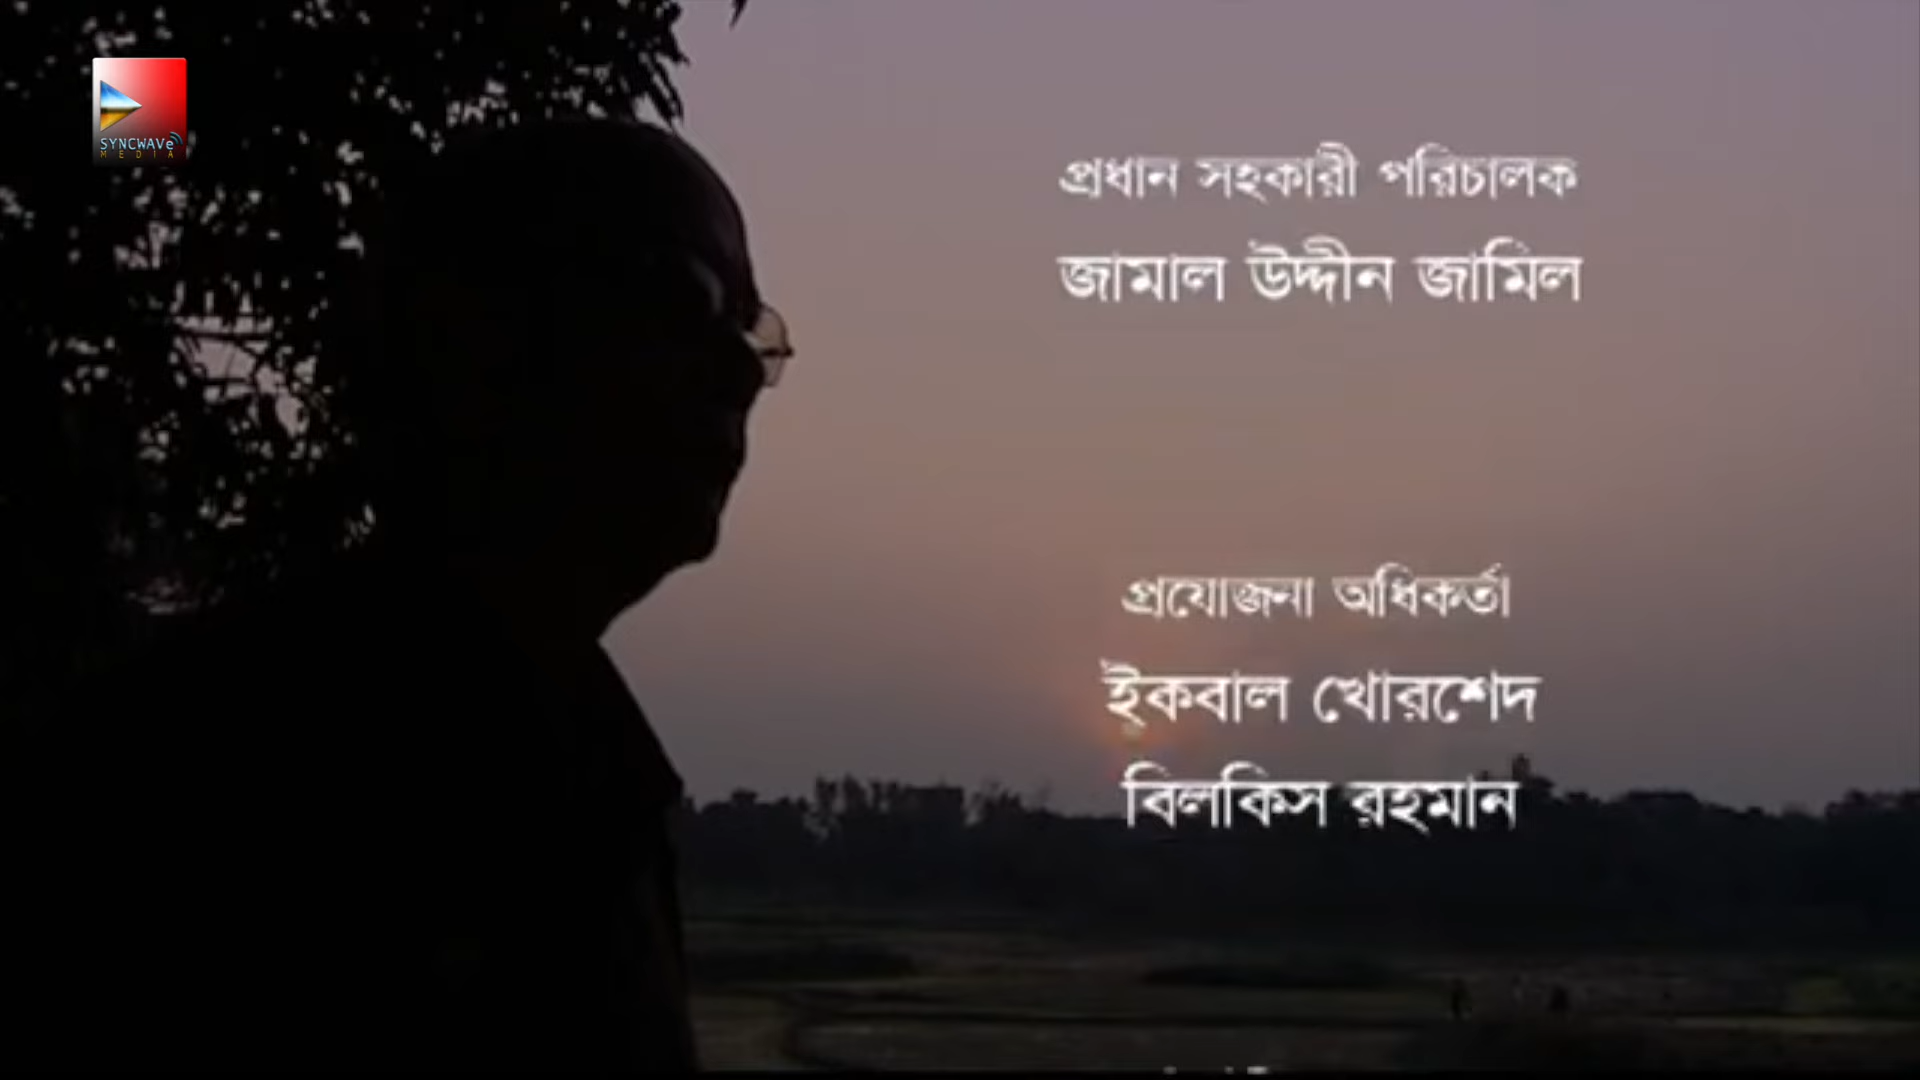 SYNCWAVe
MEDIA
প্রধান সহকারী পরিচালক
জামাল উদ্দীন জামিল
প্রযোজনা অধিকর্তা
ইকবাল খোরশেদ
বিলকিস রহমান